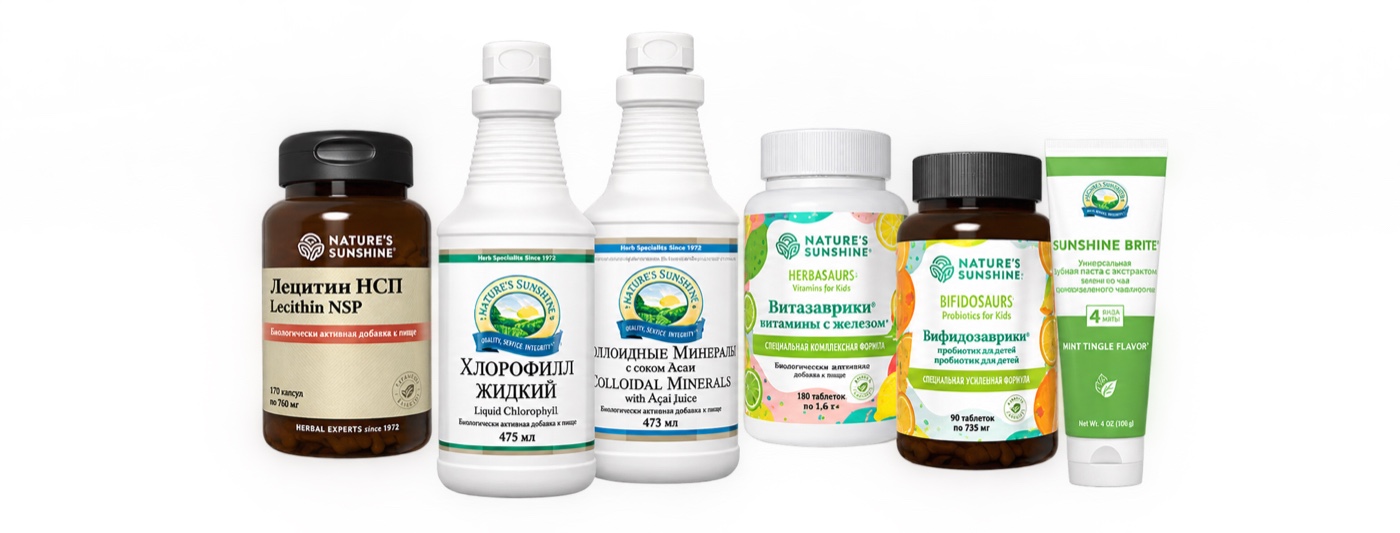 NATURE'S
SUNSHINE®
Лецитин НСП
Lecithin NSP
Биологически активная добавка к пище
170 капсул
по 760 мг
HERBAL EXPERTS since 1972
Herb Specialits Since 1972
NATURE'S SUNSHINE
QUALITY, SERVICE INTEGRITY
ХЛОРОФИЛЛ
ЖИДКИЙ
Liquid Chlorophyll
Биологически активная добавка к пище
475 мл
Herb Specialits Since 1972
NATURE'S SUNSHINE
QUALITY, SERVICE INTEGRITY
ОЛЛОИДНЫЕ МИНЕРАЛЫ
с соком Асаи
COLLOIDAL MINERALS
with Açai Juice
Биологически активная добавка к пище
473 мл
NATURE'S
SUNSHINE®
HERBASAURS
Vitamins for Kids
Витазаврики®
витамины с железом
СПЕЦИАЛЬНАЯ КОМПЛЕКСНАЯ ФОРМУЛА
Биологически активная
добавка к пище
180 таблеток
по 1,6 г
NATURE'S
SUNSHINE
BIFIDOSAURS
Probiotics for Kids
Бифидозаврики®
пробиотик для детей
пробиотик для детей
СПЕЦИАЛЬНАЯ УСИЛЕННАЯ ФОРМУЛА
90 таблеток
по 735 мг
NATURE'S SUNSHINE
SUNSHINE BRITE
Универсальная
зубная паста с экстрактом
4 ВИДА
МЯТЫ
MINT TINGLE FLAVOR
Net Wt. 4 OZ (106 g)